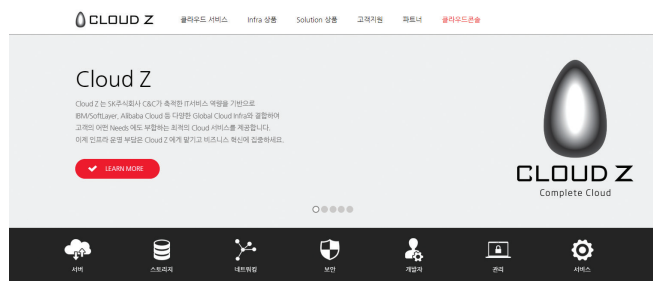 CLOUD Z
클라우드 서비스
Infra 상품
Solution 상품
고객지원
파트너
클라우드콘솔
Cloud Z
Cloud Z 는 SK주식회사 C&C가 축적한 IT서비스 역량을 기반으로
IBM/SoftLayer, Alibaba Cloud 등 다양한 Global Cloud Infra와 결합하여
고객의 어떤 Needs 에도 부합하는 최적의 Cloud 서비스를 제공합니다.
이제 인프라 운영 부담은 Cloud Z 에게 맡기고 비즈니스 혁신에 집중하세요.
LEARN MORE
CLOUD Z
Complete Cloud
서버
스토리지
네트워킹
보안
개발자
관리
서비스